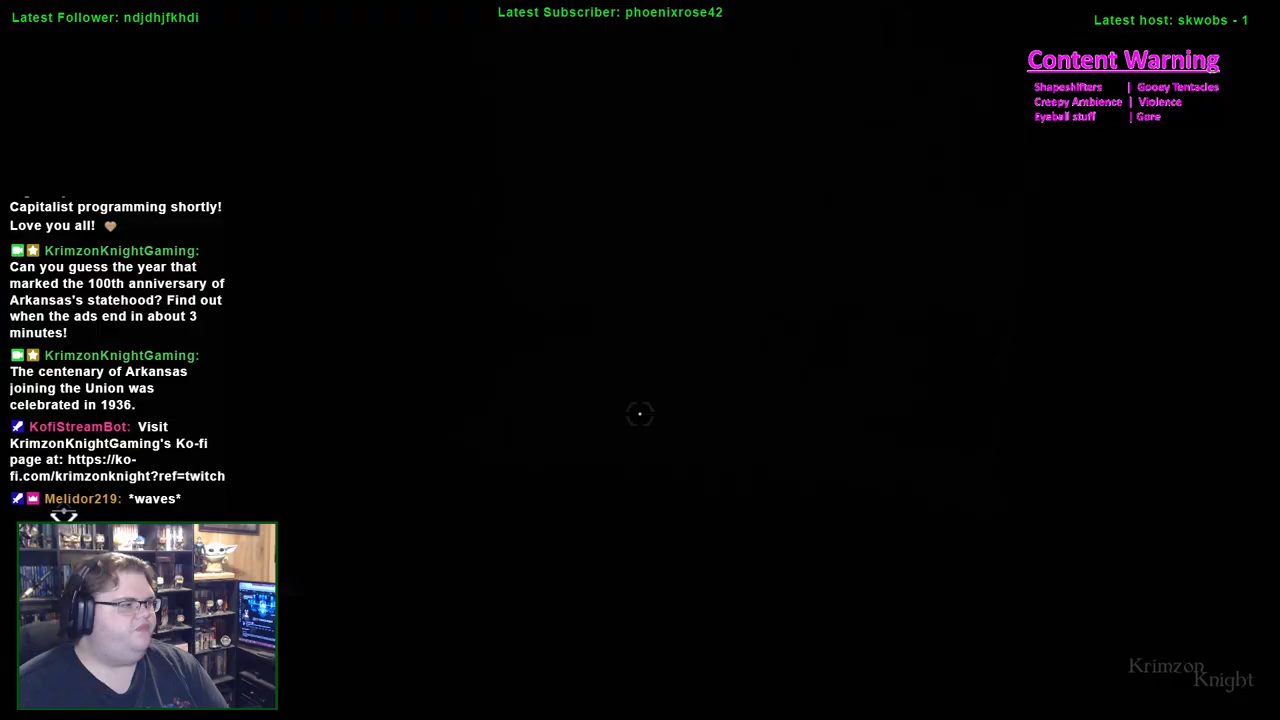 Latest Follower: ndjdhjfkhdi
Latest Subscriber: phoenixrose42
Latest host: skwobs - 1
Content Warning
Shapeshifters | Gooey Tentacles
Creepy Ambience | Violence
Eyeball stuff | Gore
Capitalist programming shortly!
Love you all!
KrimzonKnightGaming:
Can you guess the year that
marked the 100th anniversary of
Arkansas's statehood? Find out
when the ads end in about 3
minutes!
KrimzonKnightGaming:
The centenary of Arkansas
joining the Union was
celebrated in 1936.
KofiStreamBot: Visit
KrimzonKnightGaming's Ko-fi
page at: https://ko-
fi.com/krimzonknight?ref=twitch
Melidor219: *waves*
Krimzon
Knight